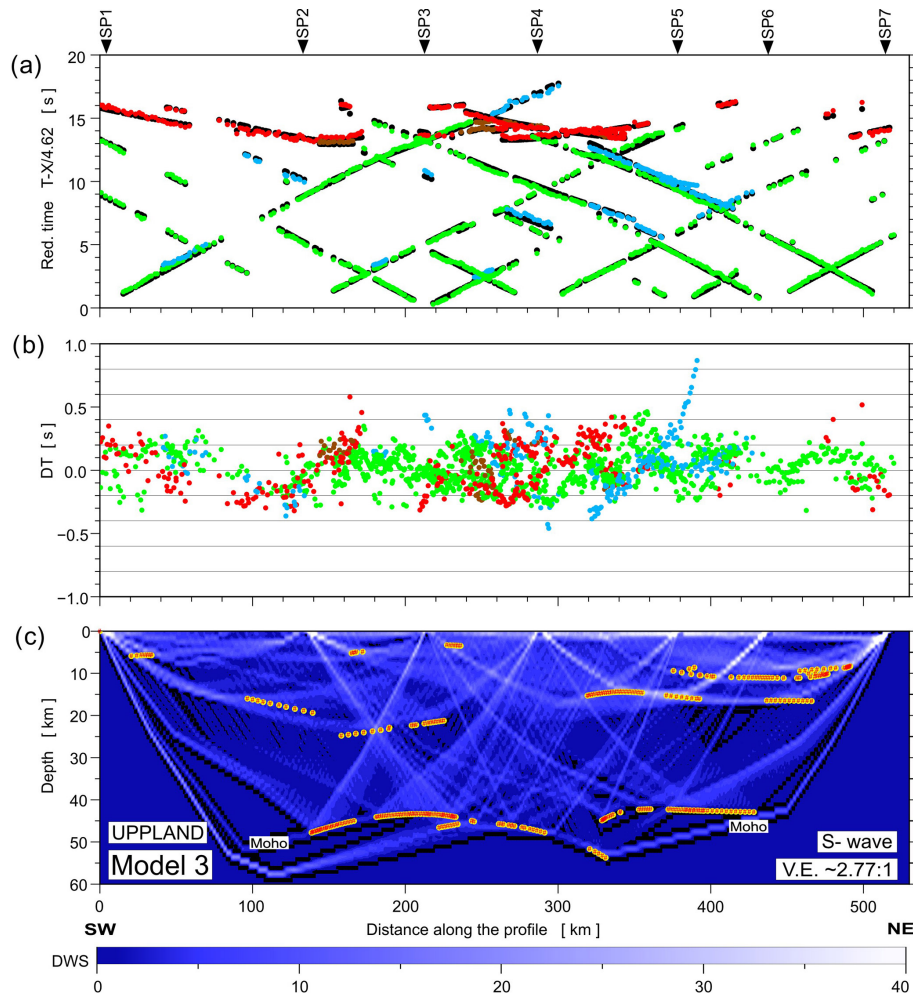 SP1 SP2 SP3 SP4 SP5 SP6 SP7
(a)
20
15
10
5
0
Red. time T-X/4.62 [ s ]
(b)
1.0
0.5
0.0
−0.5
−1.0
DT [ s ]
(c)
0
10
20
30
40
50
60
Depth [ km ]
UPPLAND
Model 3
Moho
Moho
S- wave
V.E. ~2.77:1
0 100 200 300 400 500
SW Distance along the profile [ km ] NE
DWS
0 10 20 30 40